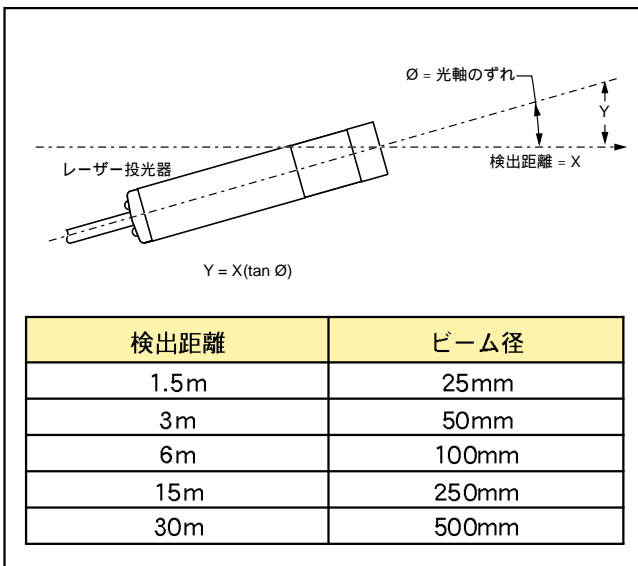 Ø = 光軸のずれ
Y
レーザー投光器
検出距離 = X
Y = X(tan Ø)
検出距離 ビーム径
1.5m 25mm
3m 50mm
6m 100mm
15m 250mm
30m 500mm